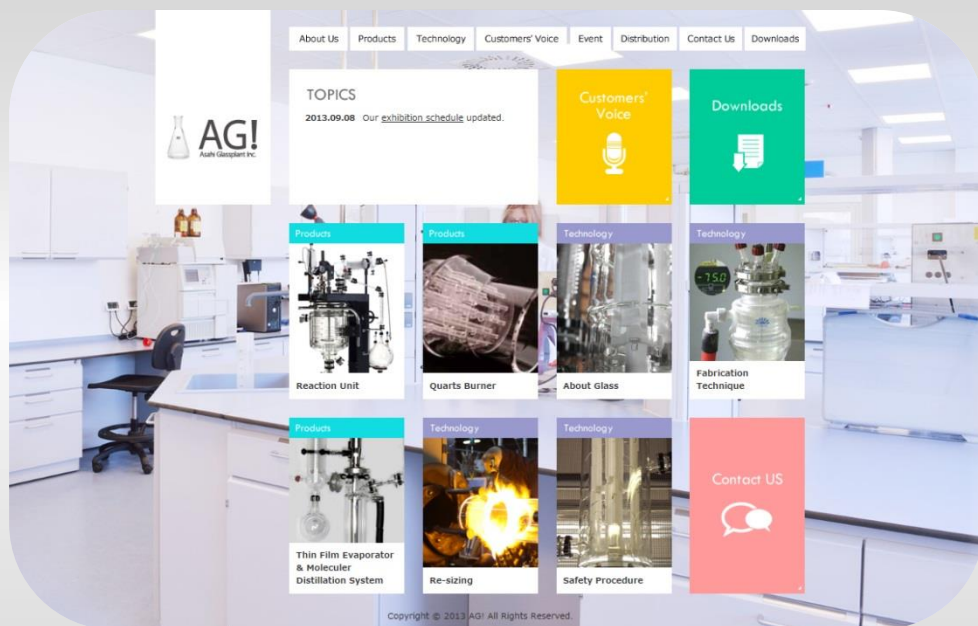 About Us Products Technology Customers' Voice Event Distribution Contact Us Downloads
AG!
Asahi Glassplant Inc.
TOPICS
2013.09.08 Our exhibition schedule updated.
Customers'
Voice
Downloads
Products
Reaction Unit
Products
Quarts Burner
Technology
About Glass
Technology
-75.0
Fabrication
Technique
Products
Thin Film Evaporator
& Moleculer
Distillation System
Technology
Re-sizing
Technology
Safety Procedure
Contact US
Copyright © 2013 AG! All Rights Reserved.